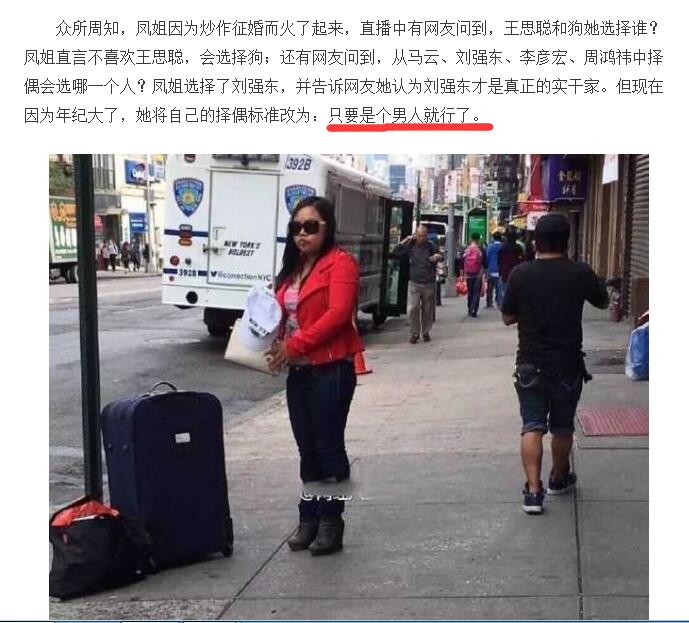 众所周知，凤姐因为炒作征婚而火了起来，直播中有网友问到，王思聪和狗她选择谁？
凤姐直言不喜欢王思聪，会选择狗；还有网友问到，从马云、刘强东、李彦宏、周鸿祎中择
偶会选哪一个人？凤姐选择了刘强东，并告诉网友她认为刘强东才是真正的实干家。但现在
因为年纪大了，她将自己的择偶标准改为：只要是个男人就行了。
392B
NEW YORK'S
BOLDEST
392B
@correctionNYC